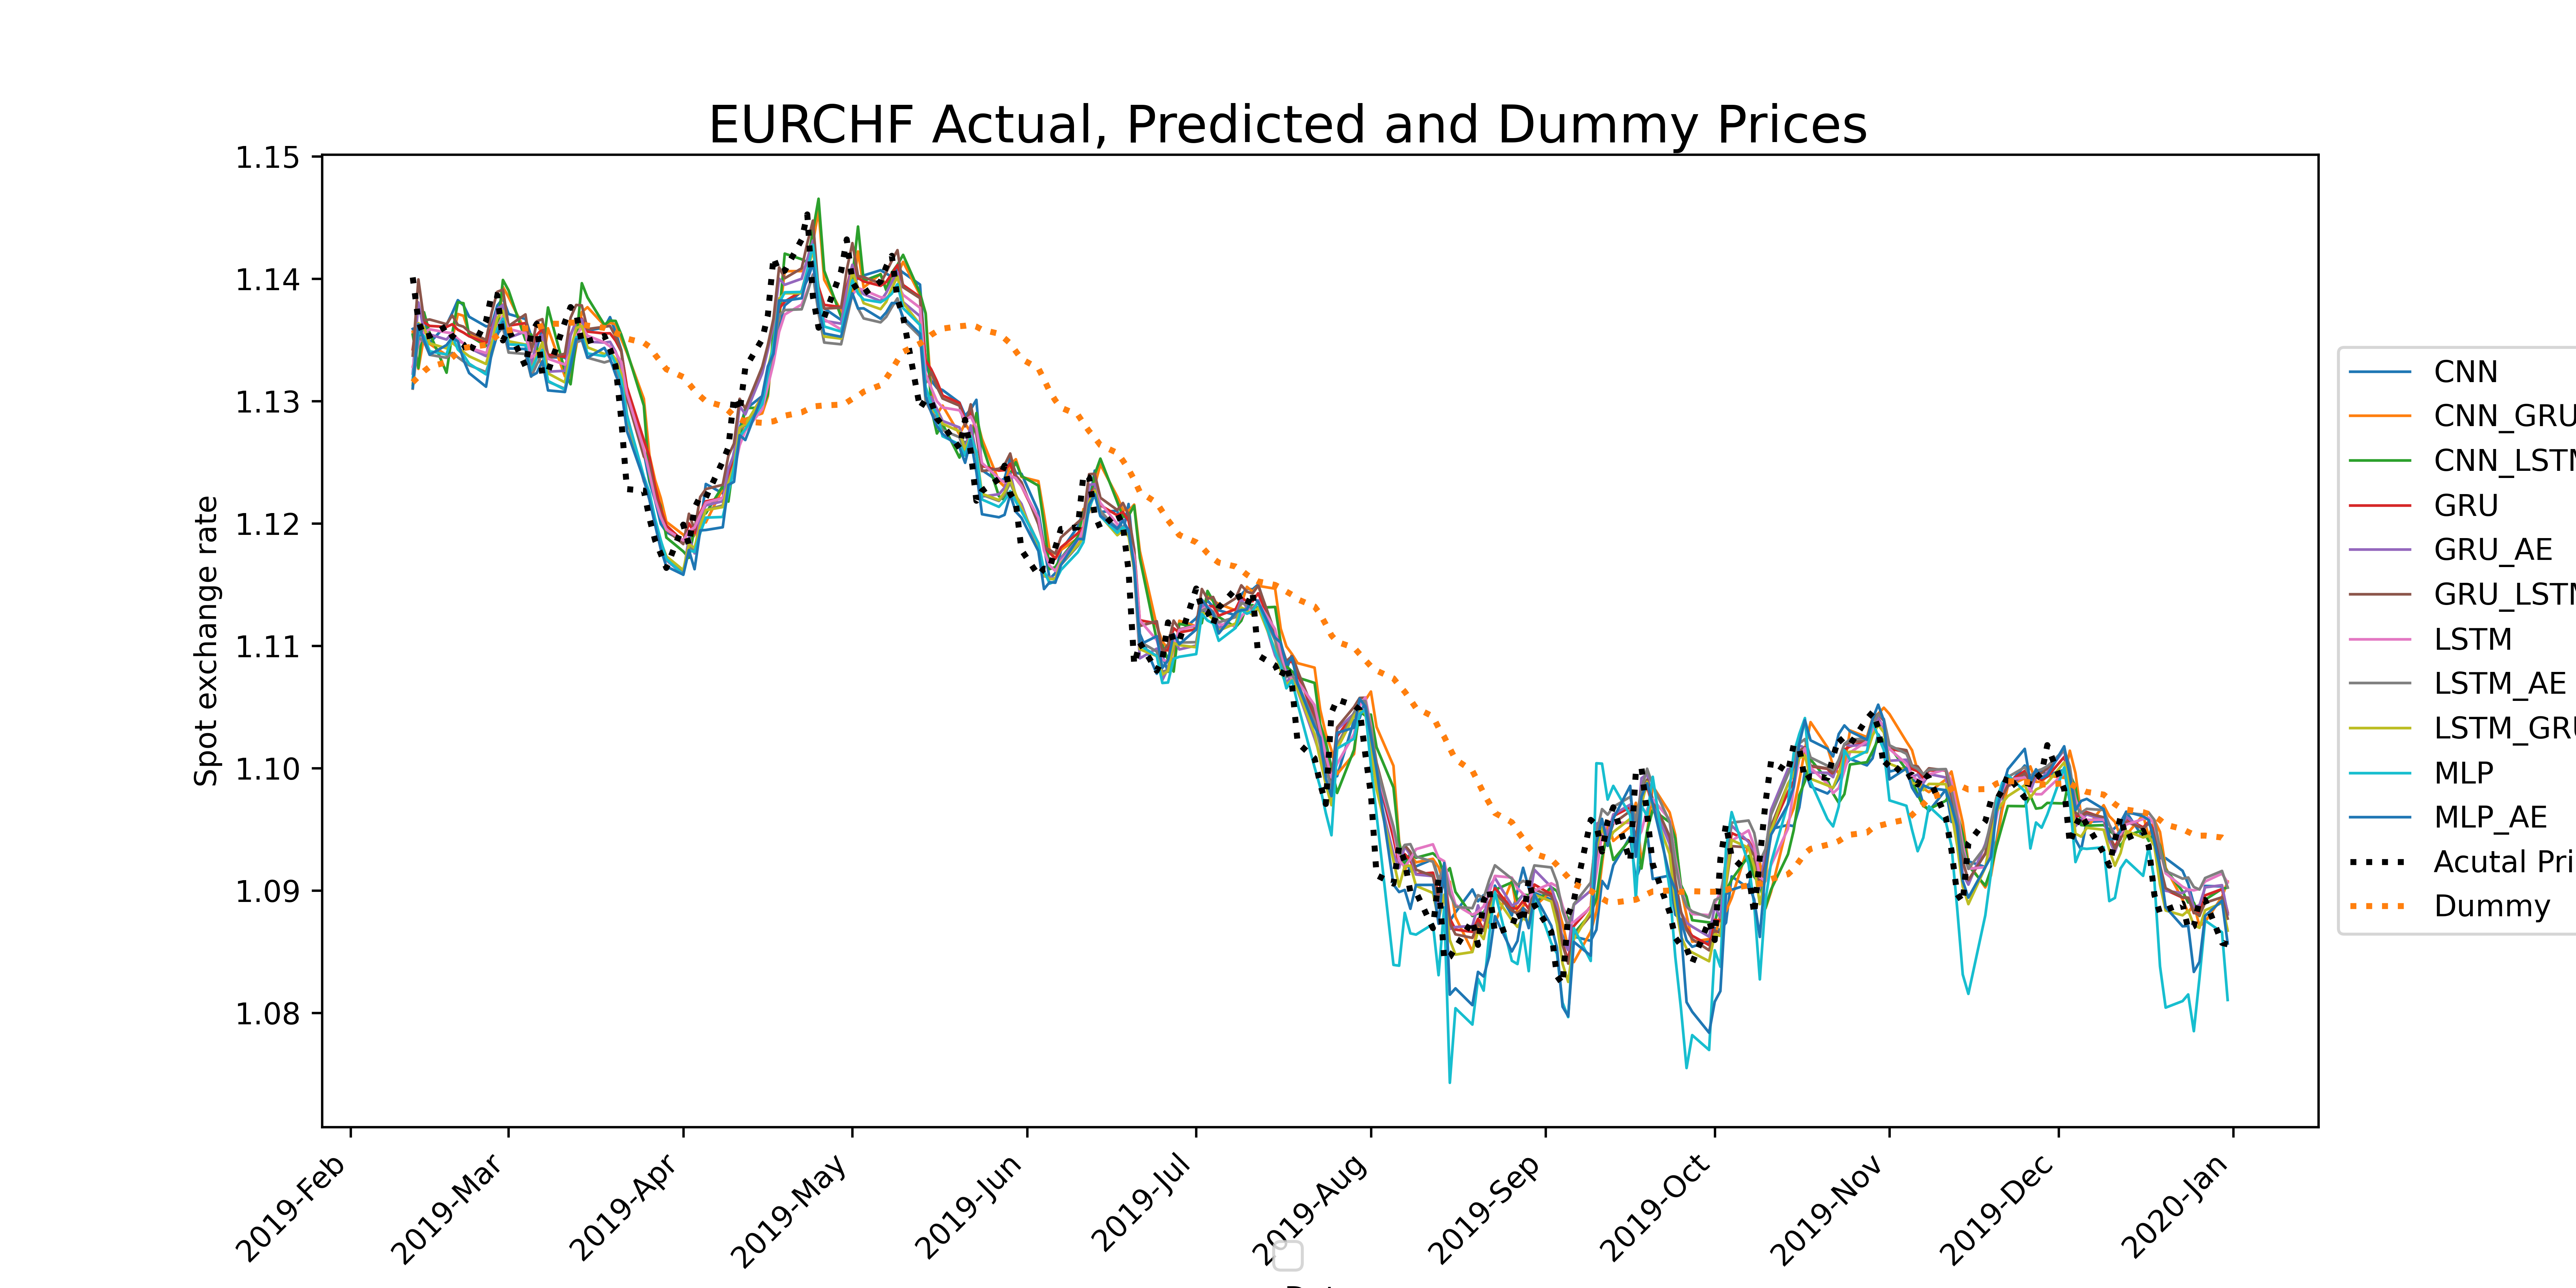 EURCHF Actual, Predicted and Dummy Prices
Spot exchange rate
1.15
1.14
1.13
1.12
1.11
1.10
1.09
1.08
2019-Feb
2019-Mar
2019-Apr
2019-May
2019-Jun
2019-Jul
2019-Aug
2019-Sep
2019-Oct
2019-Nov
2019-Dec
2020-Jan
CNN
CNN_GRU
CNN_LSTM
GRU
GRU_AE
GRU_LSTM
LSTM
LSTM_AE
LSTM_GRU
MLP
MLP_AE
Acutal Pri
Dummy